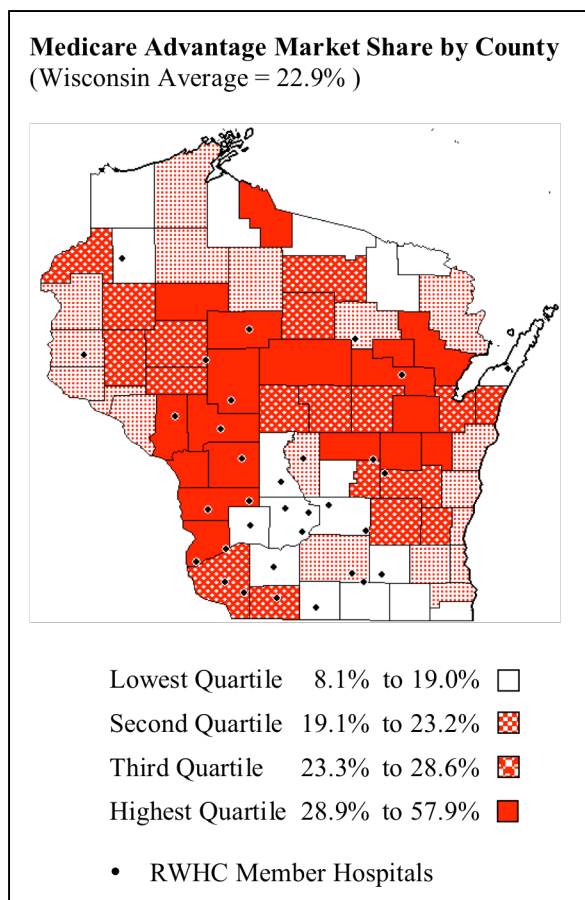 Medicare Advantage Market Share by County
(Wisconsin Average = 22.9% )
Lowest Quartile 8.1% to 19.0%
Second Quartile 19.1% to 23.2%
Third Quartile 23.3% to 28.6%
Highest Quartile 28.9% to 57.9%
• RWHC Member Hospitals